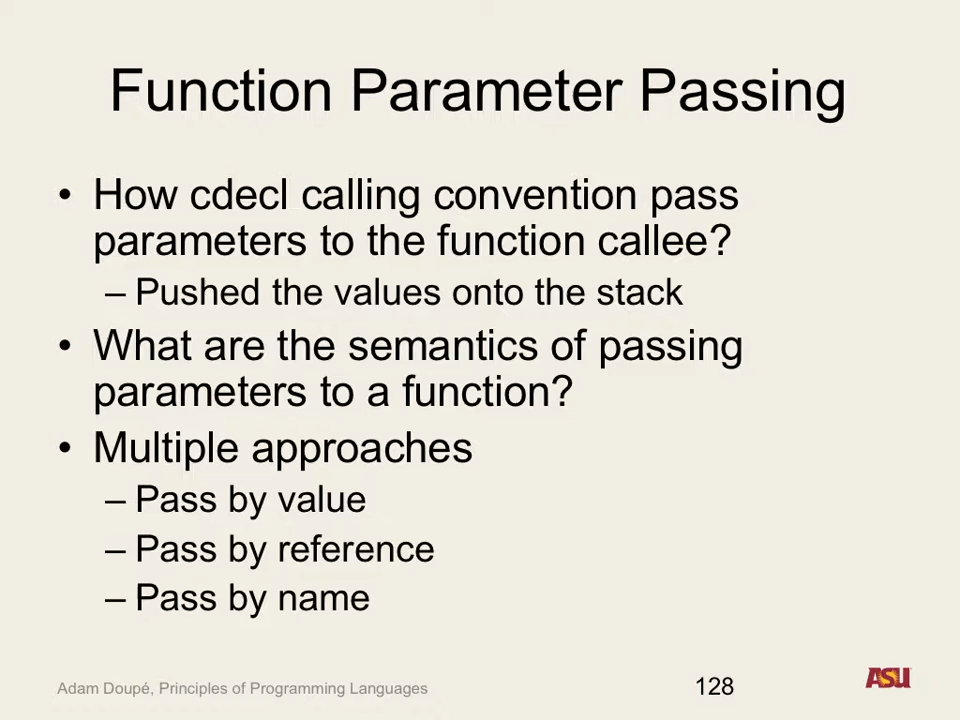 Function Parameter Passing
• How cdecl calling convention pass
parameters to the function callee?
– Pushed the values onto the stack
• What are the semantics of passing
parameters to a function?
• Multiple approaches
– Pass by value
– Pass by reference
– Pass by name
Adam Doupé, Principles of Programming Languages
128
ASU